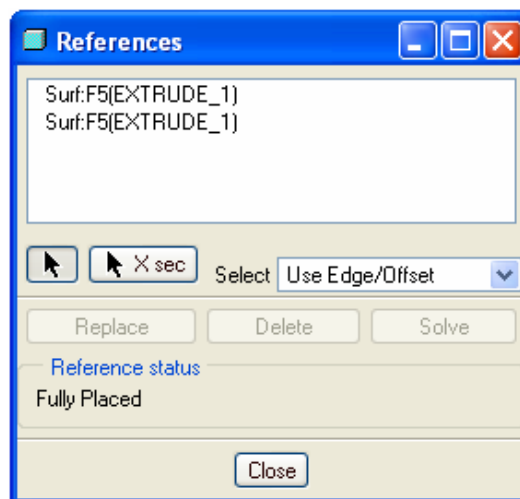 References
Surf:F5(EXTRUDE_1)
Surf:F5(EXTRUDE_1)
X sec Select Use Edge/Offset
Replace Delete Solve
Reference status
Fully Placed
Close